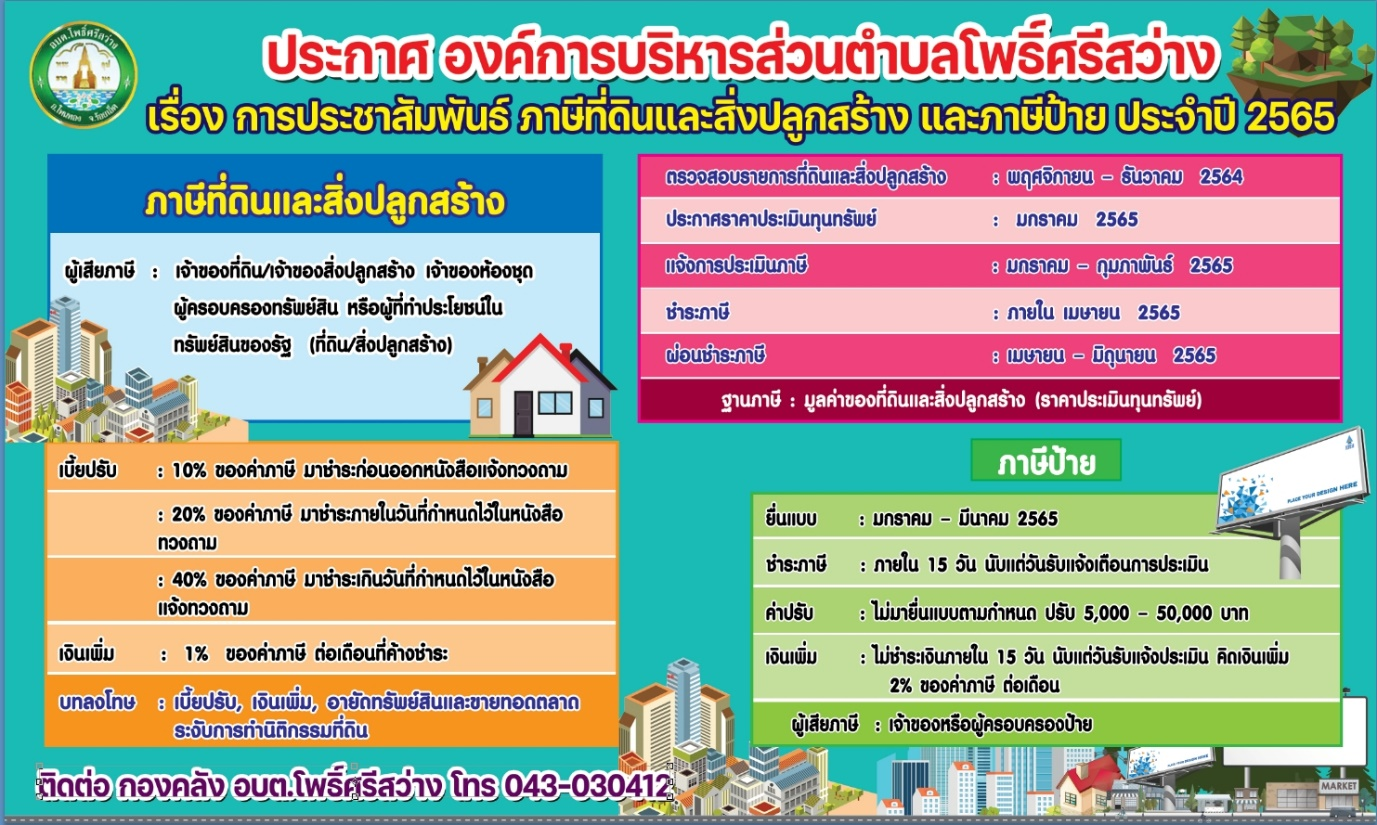 อบต.โพธิ์ศรีสว่าง
จ.ร้อยเอ็ด
ประกาศ องค์การบริหารส่วนตำบลโพธิ์ศรีสว่าง
เรื่อง การประชาสัมพันธ์ ภาษีที่ดินและสิ่งปลูกสร้าง และภาษีป้าย ประจำปี 2565
ภาษีที่ดินและสิ่งปลูกสร้าง
ผู้เสียภาษี : เจ้าของที่ดิน/เจ้าของสิ่งปลูกสร้าง เจ้าของห้องชุด
ผู้ครอบครองทรัพย์สิน หรือผู้ที่ทำประโยชน์ใน
ทรัพย์สินของรัฐ (ที่ดิน/สิ่งปลูกสร้าง)
ตรวจสอบรายการที่ดินและสิ่งปลูกสร้าง : พฤศจิกายน – ธันวาคม 2564
ประกาศราคาประเมินทุนทรัพย์ : มกราคม 2565
แจ้งการประเมินภาษี : มกราคม – กุมภาพันธ์ 2565
ชำระภาษี : ภายใน เมษายน 2565
ผ่อนชำระภาษี : เมษายน – มิถุนายน 2565
ฐานภาษี : มูลค่าของที่ดินและสิ่งปลูกสร้าง (ราคาประเมินทุนทรัพย์)
เบี้ยปรับ : 10% ของค่าภาษี มาชำระก่อนออกหนังสือแจ้งทวงถาม
: 20% ของค่าภาษี มาชำระภายในวันที่กำหนดไว้ในหนังสือ
ทวงถาม
: 40% ของค่าภาษี มาชำระเกินวันที่กำหนดไว้ในหนังสือ
แจ้งทวงถาม
เงินเพิ่ม : 1% ของค่าภาษี ต่อเดือนที่ค้างชำระ
บทลงโทษ : เบี้ยปรับ, เงินเพิ่ม, อายัดทรัพย์สินและขายทอดตลาด
ระงับการทำนิติกรรมที่ดิน
ภาษีป้าย
PLACE YOUR DESIGN HERE
ยื่นแบบ : มกราคม – มีนาคม 2565
ชำระภาษี : ภายใน 15 วัน นับแต่วันรับแจ้งเตือนการประเมิน
ค่าปรับ : ไม่มายื่นแบบตามกำหนด ปรับ 5,000 – 50,000 บาท
เงินเพิ่ม : ไม่ชำระเงินภายใน 15 วัน นับแต่วันรับแจ้งประเมิน คิดเงินเพิ่ม
2% ของค่าภาษี ต่อเดือน
ผู้เสียภาษี : เจ้าของหรือผู้ครอบครองป้าย
ติดต่อ กองคลัง อบต.โพธิ์ศรีสว่าง โทร 043-030412
MARKET